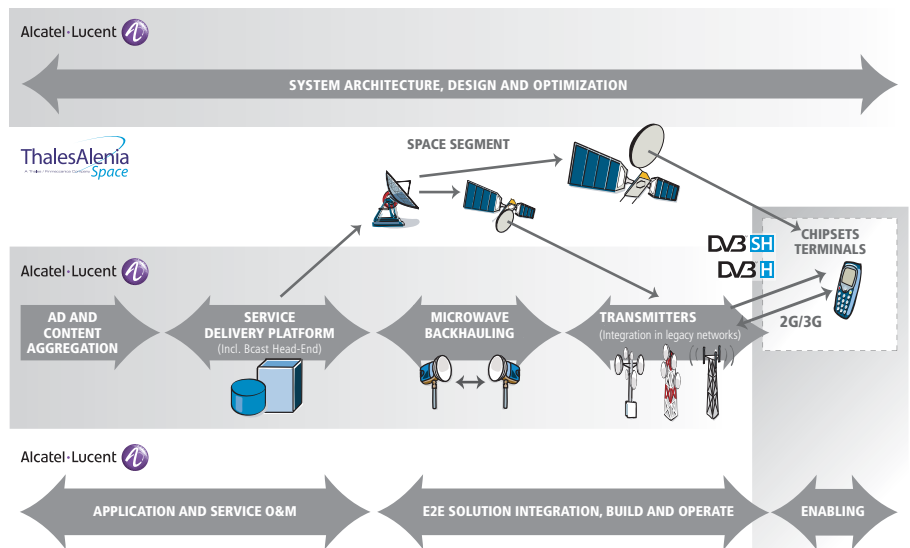 Alcatel·Lucent
SYSTEM ARCHITECTURE, DESIGN AND OPTIMIZATION
ThalesAlenia
Space
SPACE SEGMENT
DVB SH
DVB H
CHIPSETS
TERMINALS
2G/3G
Alcatel·Lucent
AD AND
CONTENT
AGGREGATION
SERVICE
DELIVERY PLATFORM
(Incl. Bcast Head-End)
MICROWAVE
BACKHAULING
TRANSMITTERS
(Integration in legacy networks)
Alcatel·Lucent
APPLICATION AND SERVICE O&M
E2E SOLUTION INTEGRATION, BUILD AND OPERATE
ENABLING